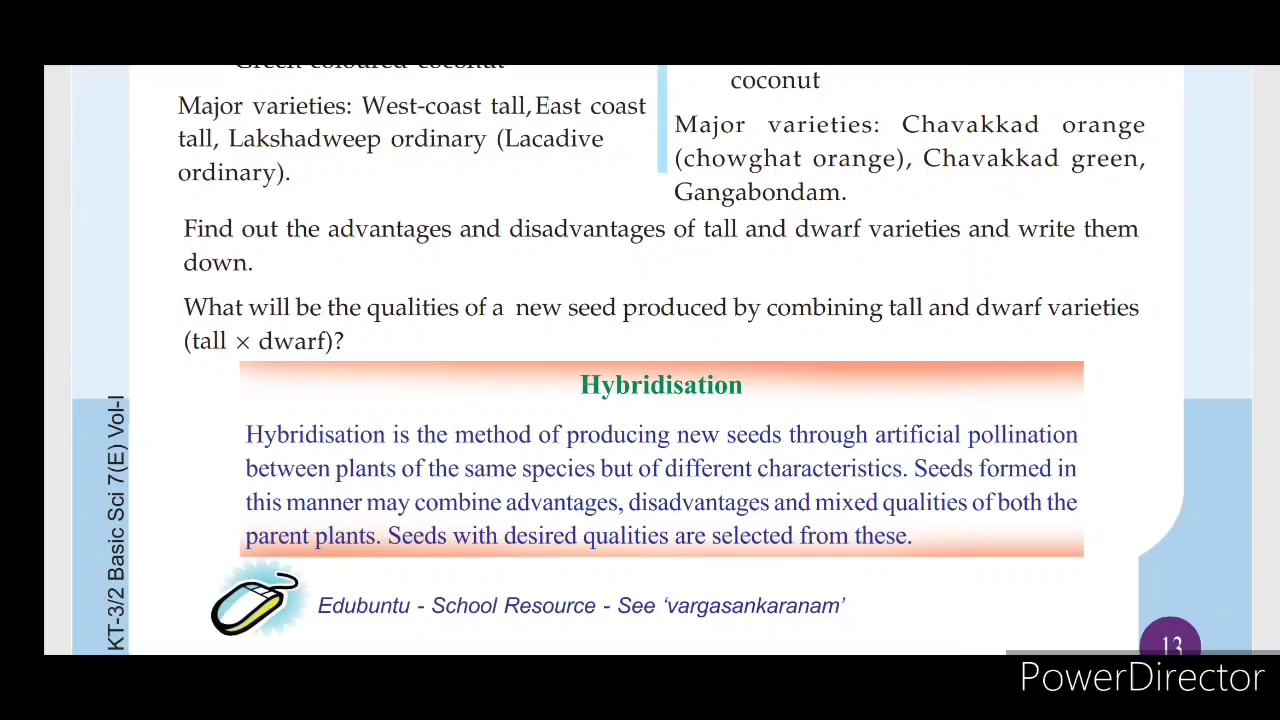 Green coloured coconut
Major varieties: West-coast tall, East coast
tall, Lakshadweep ordinary (Lacadive
ordinary).
coconut
Major varieties: Chavakkad orange
(chowghat orange), Chavakkad green,
Gangabondam.
Find out the advantages and disadvantages of tall and dwarf varieties and write them
down.
What will be the qualities of a new seed produced by combining tall and dwarf varieties
(tall × dwarf)?
Hybridisation
Hybridisation is the method of producing new seeds through artificial pollination
between plants of the same species but of different characteristics. Seeds formed in
this manner may combine advantages, disadvantages and mixed qualities of both the
parent plants. Seeds with desired qualities are selected from these.
Edubuntu - School Resource - See ‘vargasankaranam’
KT-3/2 Basic Sci 7(E) Vol-I
13
PowerDirector